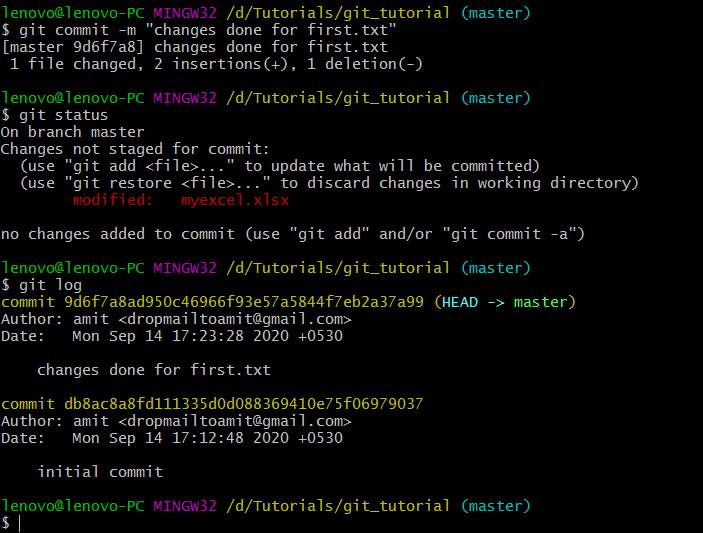 lenovo@lenovo-PC MINGW32 /d/Tutorials/git_tutorial (master)
$ git commit -m "changes done for first.txt"
[master 9d6f7a8] changes done for first.txt
 1 file changed, 2 insertions(+), 1 deletion(-)
lenovo@lenovo-PC MINGW32 /d/Tutorials/git_tutorial (master)
$ git status
On branch master
Changes not staged for commit:
  (use "git add <file>..." to update what will be committed)
  (use "git restore <file>..." to discard changes in working directory)
        modified:   myexcel.xlsx
no changes added to commit (use "git add" and/or "git commit -a")
lenovo@lenovo-PC MINGW32 /d/Tutorials/git_tutorial (master)
$ git log
commit 9d6f7a8ad950c46966f93e57a5844f7eb2a37a99 (HEAD -> master)
Author: amit <dropmailtoamit@gmail.com>
Date:   Mon Sep 14 17:23:28 2020 +0530
    changes done for first.txt
commit db8ac8a8fd111335d0d088369410e75f06979037
Author: amit <dropmailtoamit@gmail.com>
Date:   Mon Sep 14 17:12:48 2020 +0530
    initial commit
lenovo@lenovo-PC MINGW32 /d/Tutorials/git_tutorial (master)
$